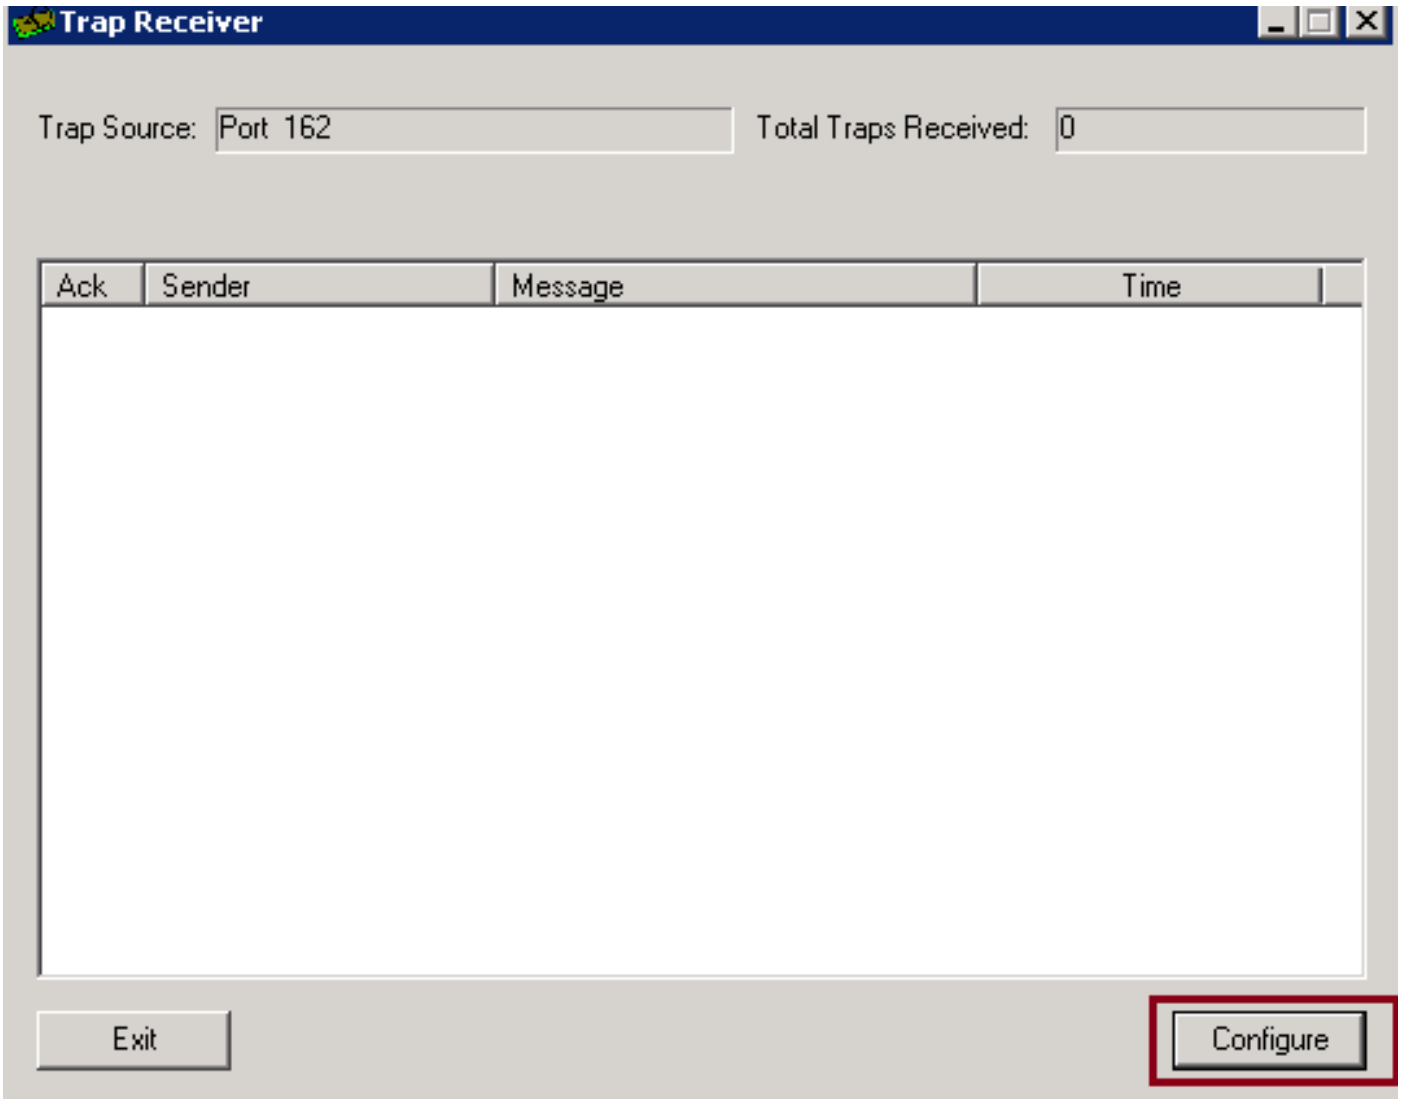 Trap Receiver
Trap Source: Port 162 Total Traps Received: 0
Ack Sender Message Time
Exit Configure